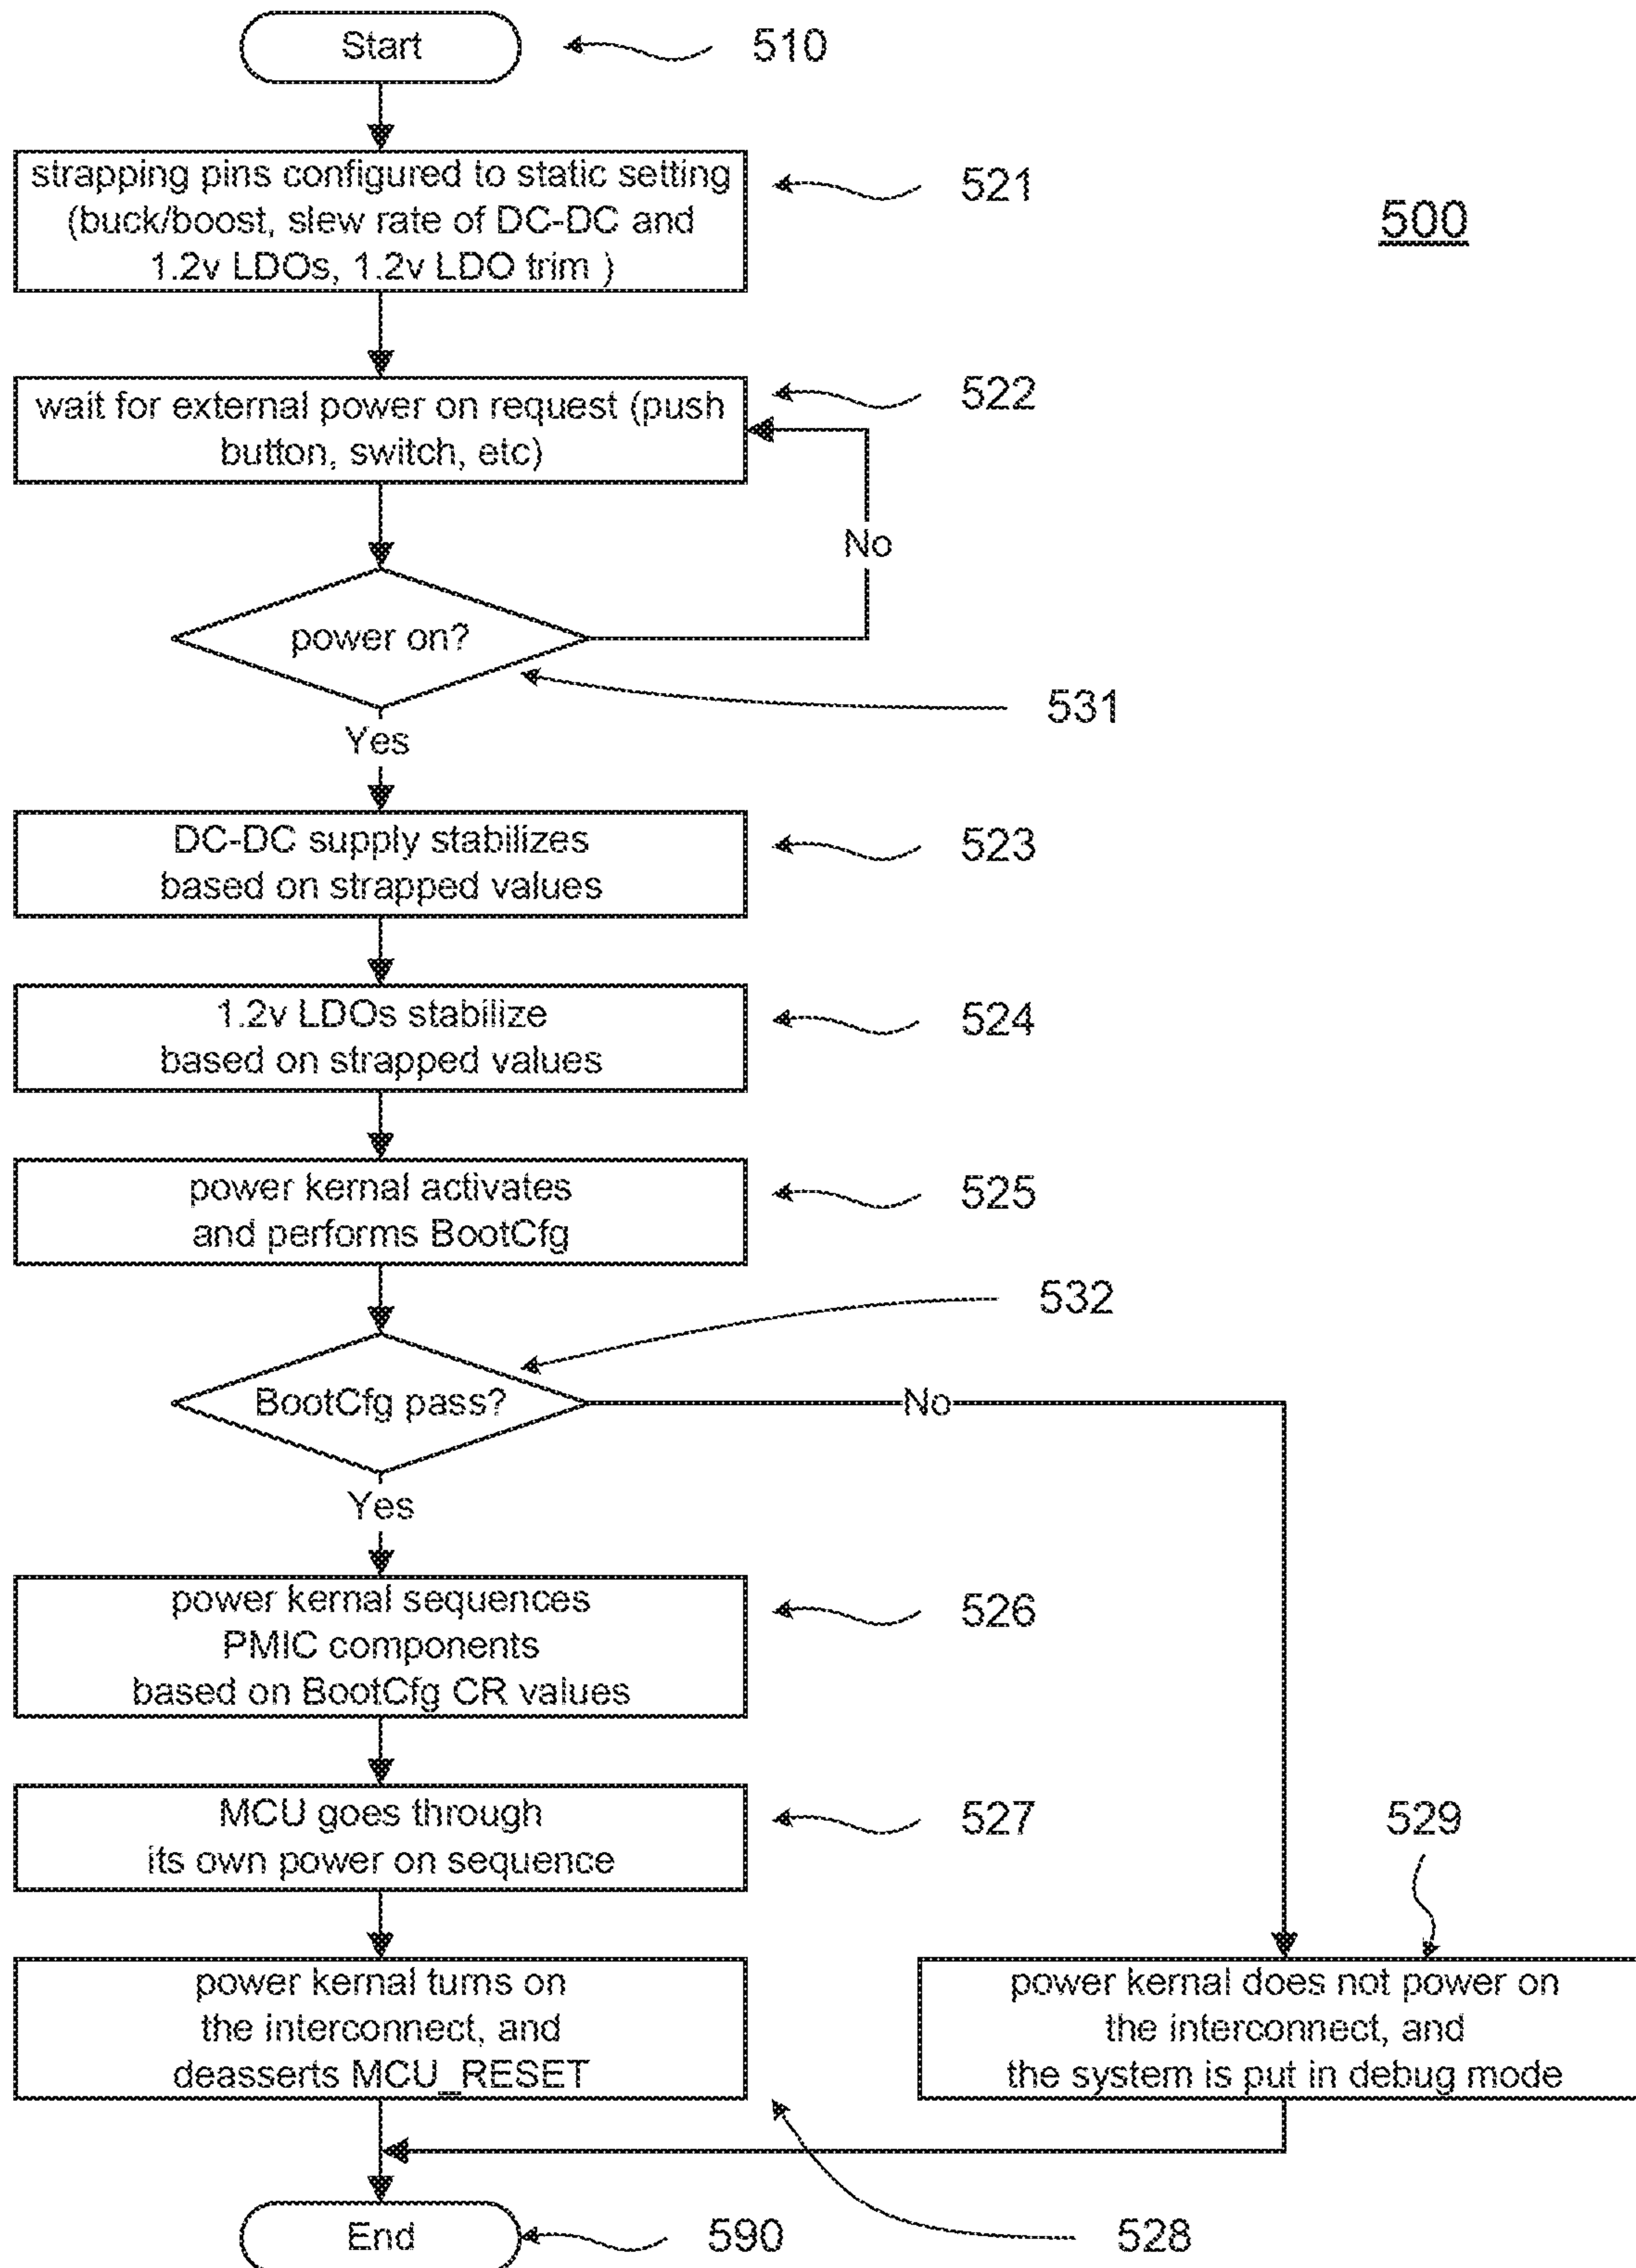 Start
510
strapping pins configured to static setting
(buck/boost, slew rate of DC-DC and
1.2v LDOs, 1.2v LDO trim )
521
500
wait for external power on request (push
button, switch, etc)
522
No
power on?
531
Yes
DC-DC supply stabilizes
based on strapped values
523
1.2v LDOs stabilize
based on strapped values
524
power kernal activates
and performs BootCfg
525
532
BootCfg pass?
No
Yes
power kernal sequences
PMIC components
based on BootCfg CR values
526
MCU goes through
its own power on sequence
527
529
power kernal turns on
the interconnect, and
deasserts MCU_RESET
power kernal does not power on
the interconnect, and
the system is put in debug mode
End
590
528